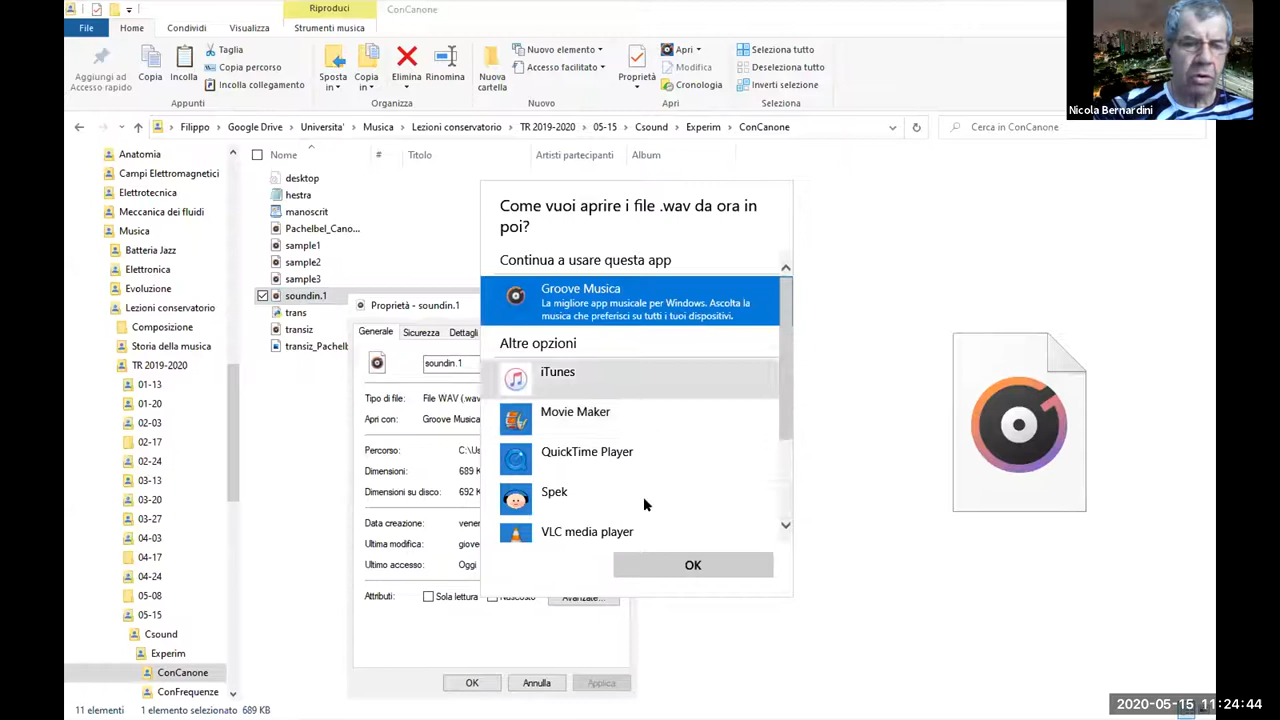 Riproduci
ConCanone
File
Home
Condividi
Visualizza
Strumenti musica
Aggiungi ad
Accesso rapido
Copia
Incolla
Taglia
Copia percorso
Incolla collegamento
Appunti
Sposta
in
Copia
in
Elimina
Rinomina
Organizza
Nuova
cartella
Nuovo elemento
Accesso facilitato
Nuovo
Proprietà
Apri
Modifica
Cronologia
Apri
Seleziona tutto
Deseleziona tutto
Inverti selezione
Selezione
Nicola Bernardini
Filippo
Google Drive
Universita'
Musica
Lezioni conservatorio
TR 2019-2020
05-15
Csound
Experim
ConCanone
Cerca in ConCanone
Anatomia
Campi Elettromagnetici
Elettrotecnica
Meccanica dei fluidi
Musica
Batteria Jazz
Elettronica
Evoluzione
Lezioni conservatorio
Composizione
Storia della musica
TR 2019-2020
01-13
01-20
02-03
02-17
02-24
03-13
03-20
03-27
04-03
04-17
04-24
05-08
05-15
Csound
Experim
ConCanone
ConFrequenze
Nome
#
Titolo
Artisti partecipanti
Album
desktop
hestra
manoscrit
Pachelbel_Cano...
sample1
sample2
sample3
soundin.1
trans
transiz
transiz_Pachelb
Proprietà - soundin.1
Generale
Sicurezza
Dettagli
soundin.1
Tipo di file:
File WAV (.wav
Apri con:
Groove Musica
Percorso:
C:\Us
Dimensioni:
689 K
Dimensioni su disco:
692 K
Data creazione:
vener
Ultima modifica:
giove
Ultimo accesso:
Oggi
Attributi:
Sola lettura
Nascosto
Avanzate...
OK
Annulla
Applica
Come vuoi aprire i file .wav da ora in
poi?
Continua a usare questa app
Groove Musica
La migliore app musicale per Windows. Ascolta la
musica che preferisci su tutti i tuoi dispositivi.
Altre opzioni
iTunes
Movie Maker
QuickTime Player
Spek
VLC media player
OK
11 elementi
1 elemento selezionato 689 KB
2020-05-15 11:24:44